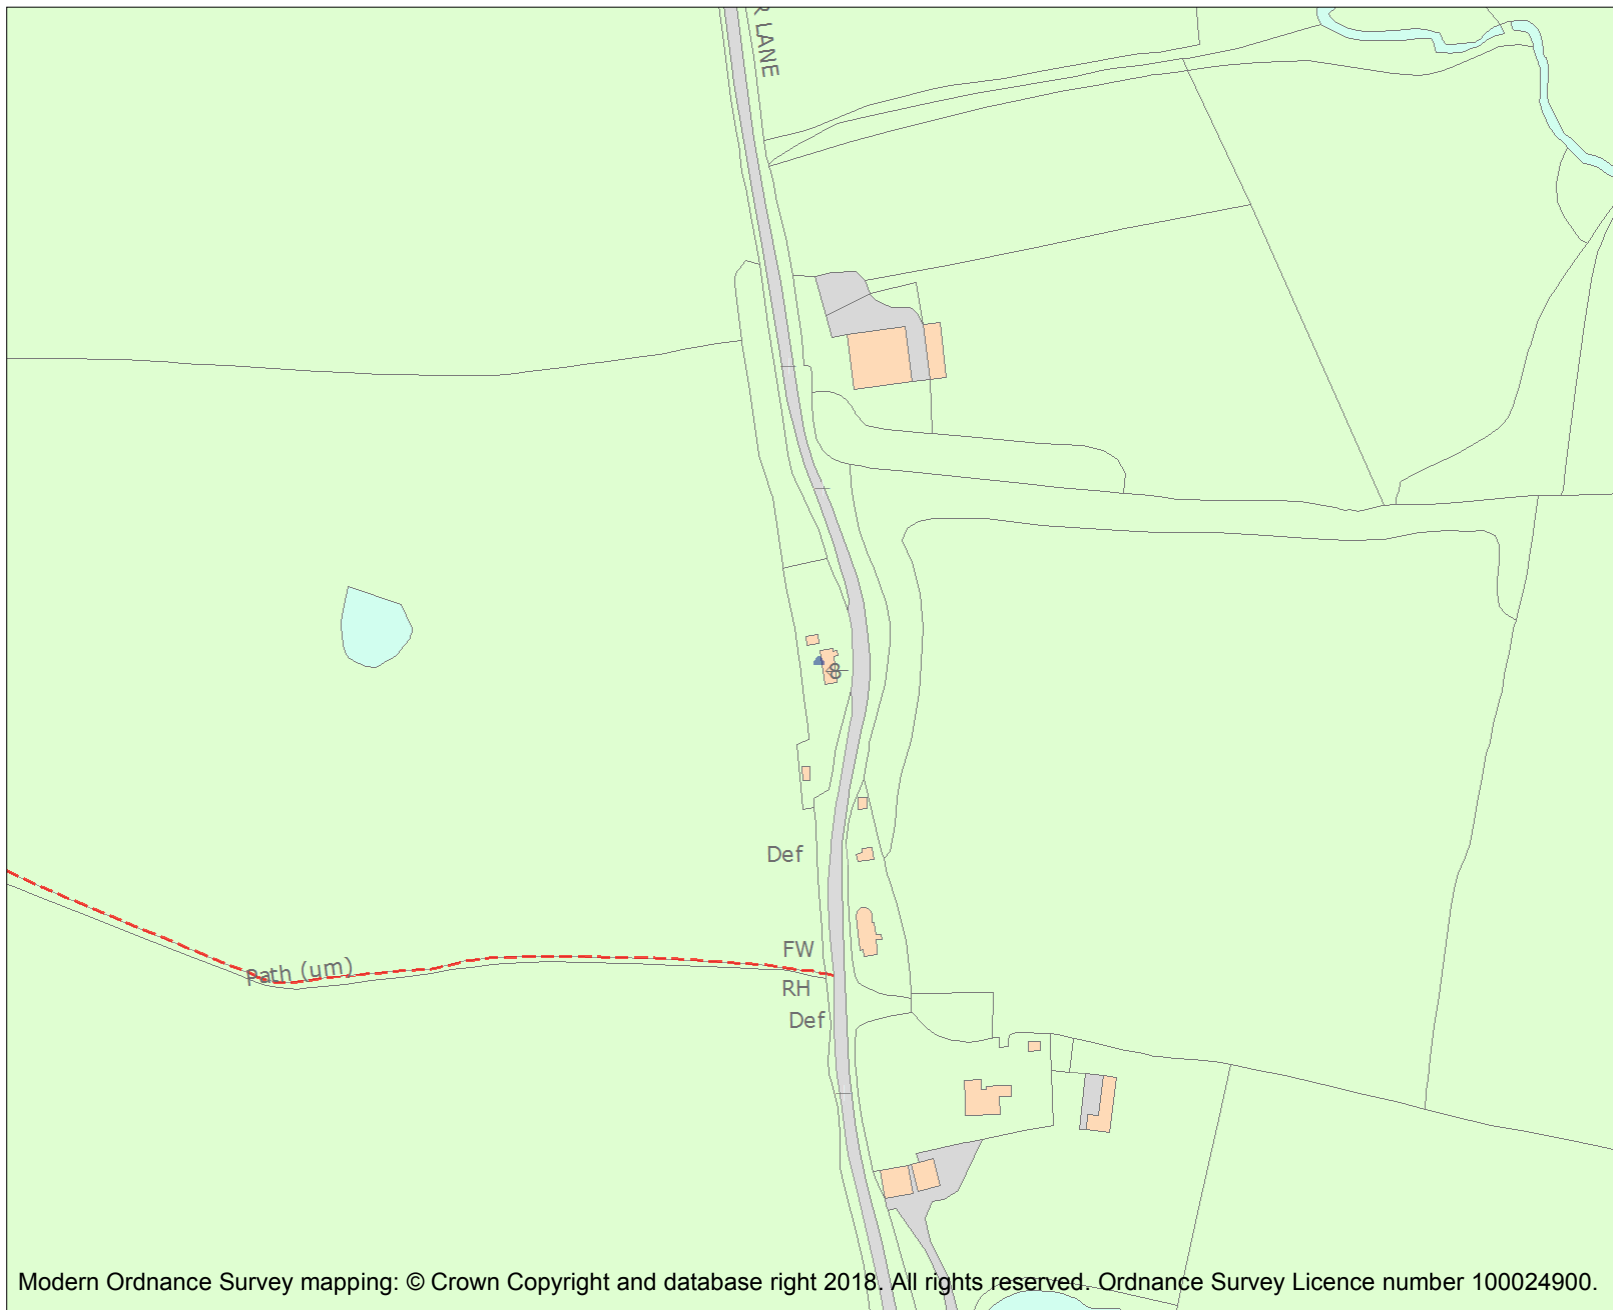 R LANE
8
Def
FW
Path (um)
RH
Def
Modern Ordnance Survey mapping: © Crown Copyright and database right 2018. All rights reserved. Ordnance Survey Licence number 100024900.